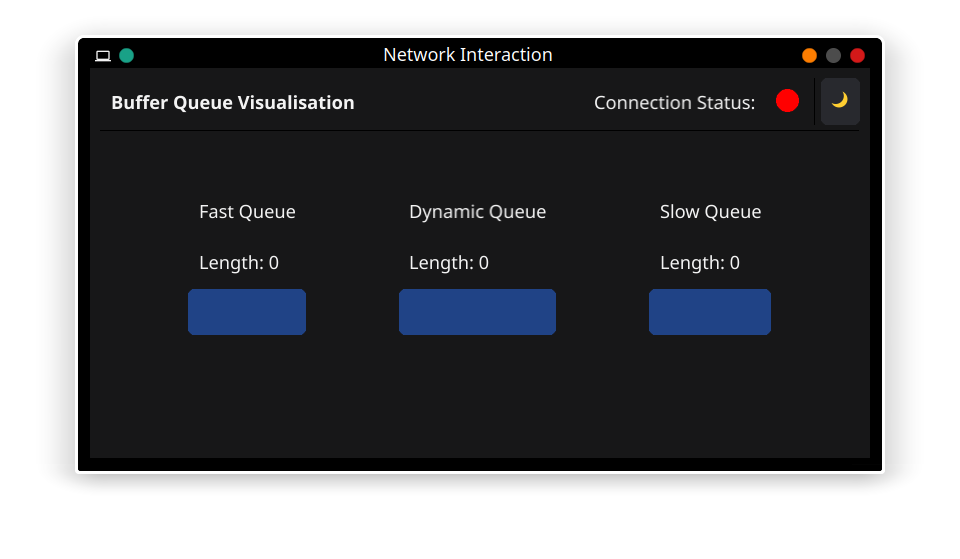 Network Interaction
Buffer Queue Visualisation
Connection Status:
Fast Queue
Dynamic Queue
Slow Queue
Length: 0
Length: 0
Length: 0